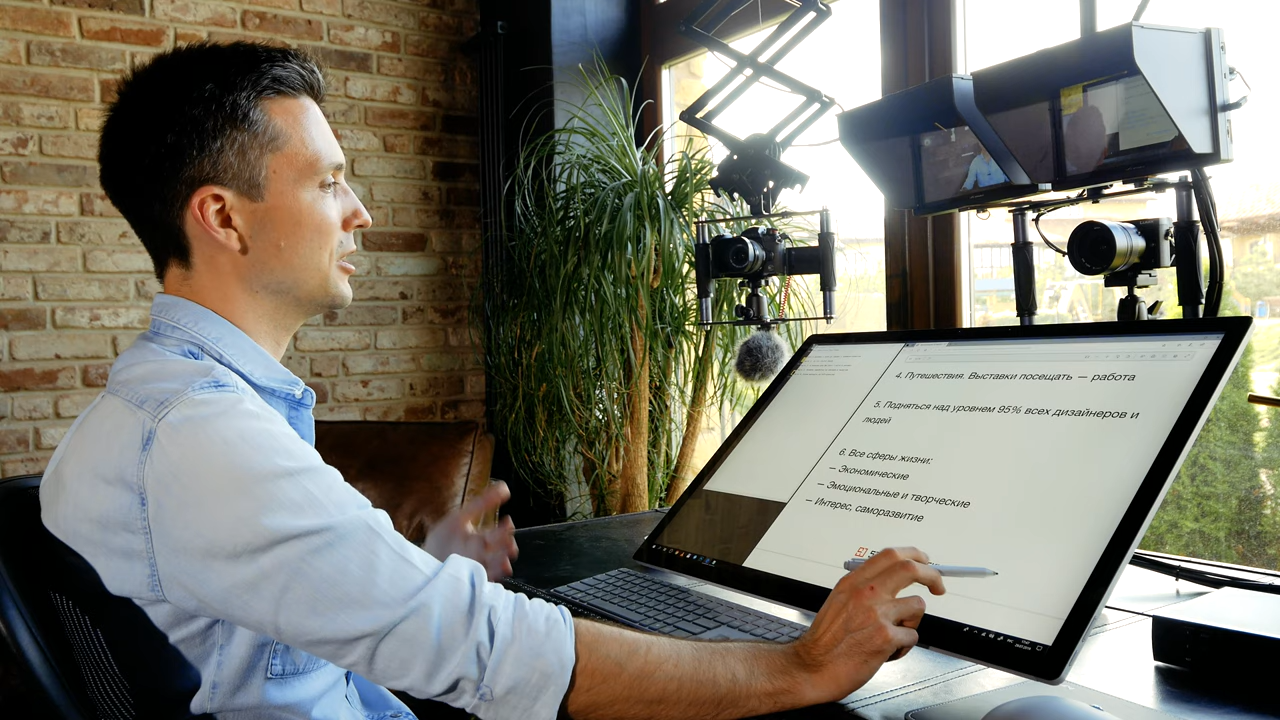 4. Путешествия. Выставки посещать — работа
5. Подняться над уровнем 95% всех дизайнеров и
людей
6. Все сферы жизни:
— Экономические
— Эмоциональные и творческие
— Интерес, саморазвитие